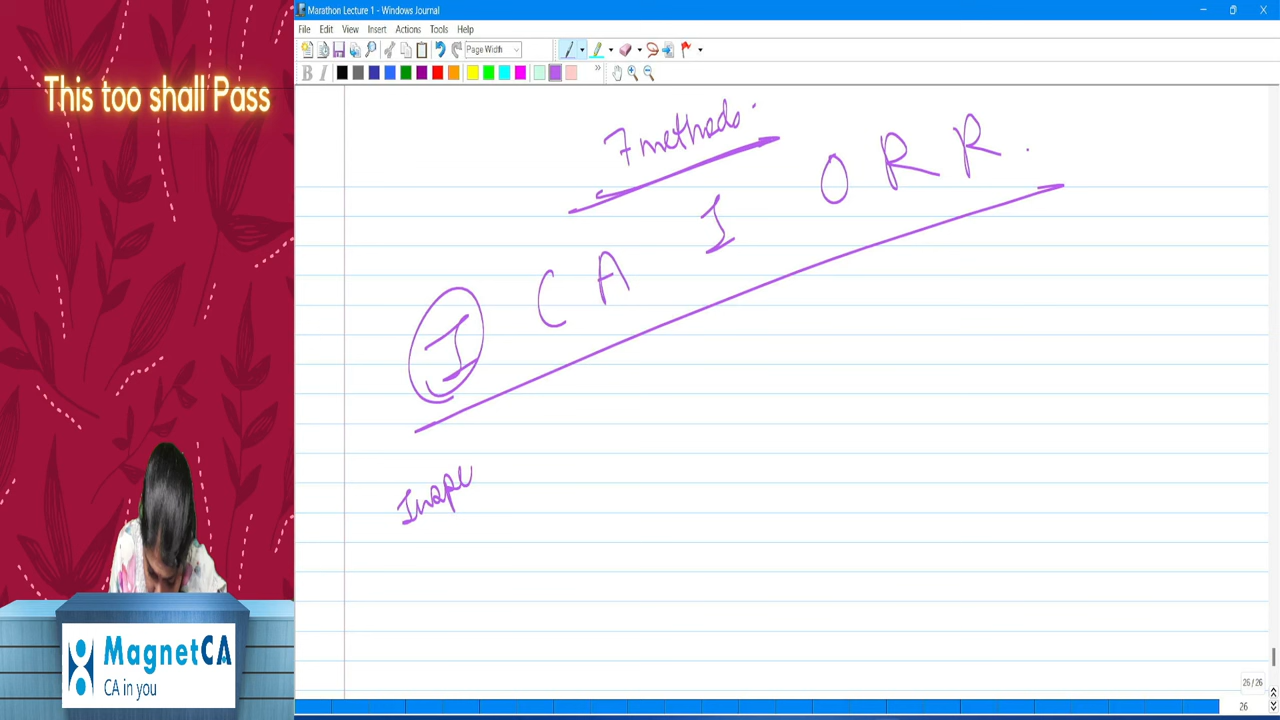 Marathon Lecture 1 - Windows Journal
File Edit View Insert Actions Tools Help
Page Width
B I
This too shall Pass
7 methods.
I C A I O R R .
Inspe
MagnetCA
CA in you
26 / 26
26